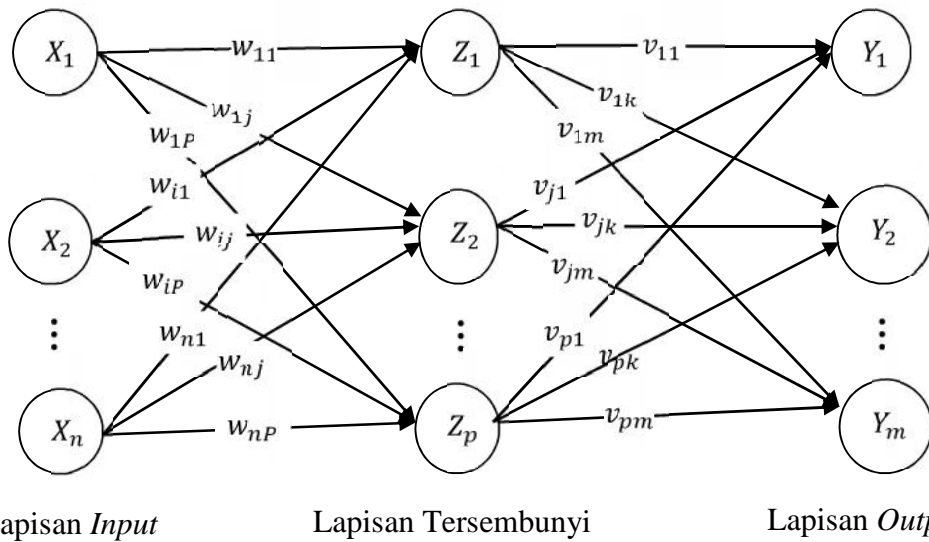 X₁ w₁₁ Z₁ v₁₁ Y₁
w₁ⱼ v₁ₖ
w₁P v₁ₘ
wᵢ₁ vⱼ₁
X₂ wᵢⱼ Z₂ vⱼₖ Y₂
wᵢP vⱼₘ
⋮ wₙ₁ ⋮ vₚ₁ ⋮
wₙⱼ vₚₖ
Xₙ wₙP Zₚ vₚₘ Yₘ
apisan Input Lapisan Tersembunyi Lapisan Outp